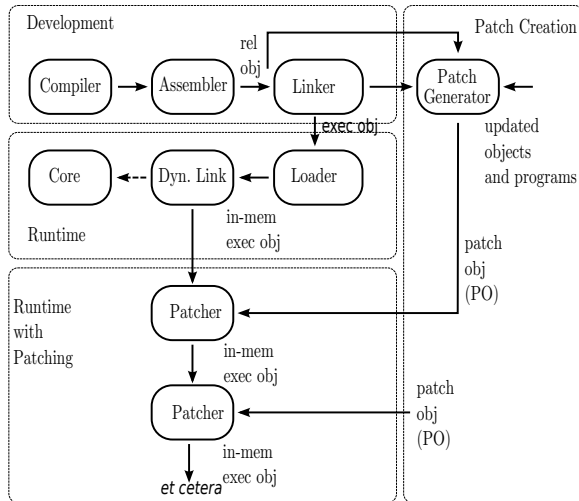 Development
Patch Creation
rel
obj
Compiler
Assembler
Linker
Patch
Generator
exec obj
updated
objects
and programs
Core
Dyn. Link
Loader
in-mem
exec obj
Runtime
patch
obj
(PO)
Runtime
with
Patching
Patcher
in-mem
exec obj
Patcher
patch
obj
(PO)
in-mem
exec obj
et cetera